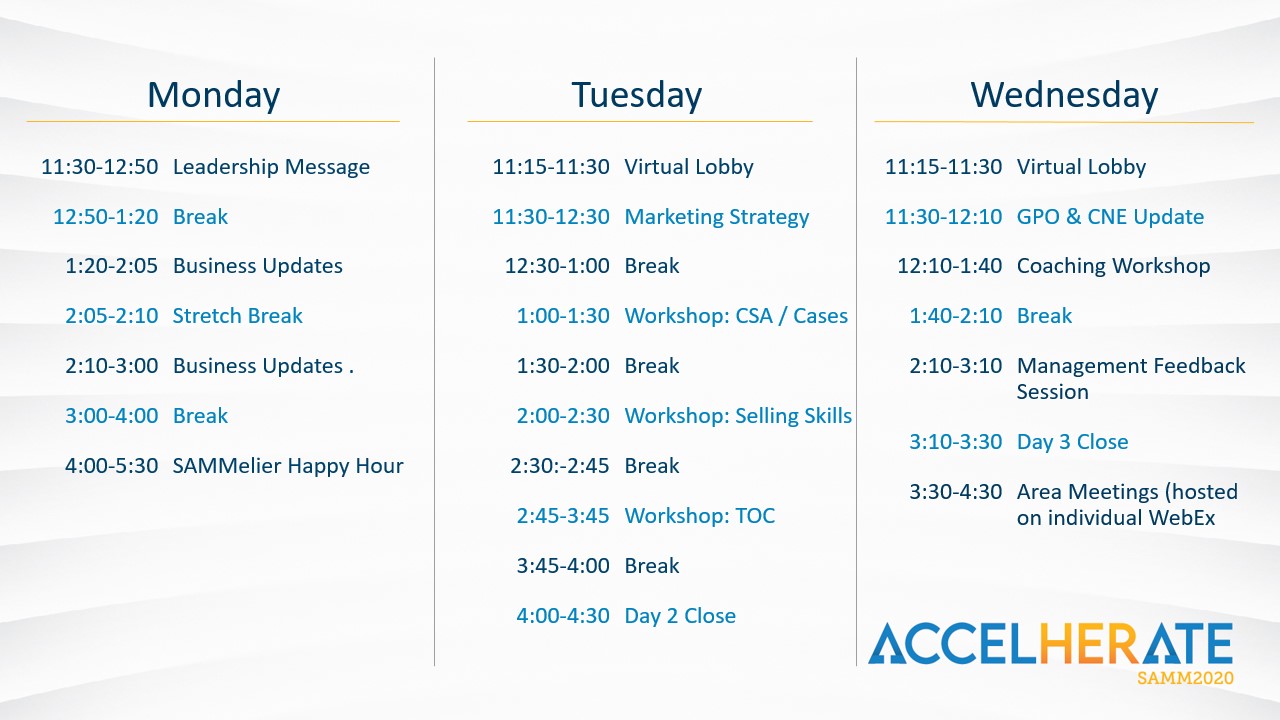 Monday
11:30-12:50 Leadership Message
12:50-1:20 Break
1:20-2:05 Business Updates
2:05-2:10 Stretch Break
2:10-3:00 Business Updates .
3:00-4:00 Break
4:00-5:30 SAMMelier Happy Hour
Tuesday
11:15-11:30 Virtual Lobby
11:30-12:30 Marketing Strategy
12:30-1:00 Break
1:00-1:30 Workshop: CSA / Cases
1:30-2:00 Break
2:00-2:30 Workshop: Selling Skills
2:30:-2:45 Break
2:45-3:45 Workshop: TOC
3:45-4:00 Break
4:00-4:30 Day 2 Close
Wednesday
11:15-11:30 Virtual Lobby
11:30-12:10 GPO & CNE Update
12:10-1:40 Coaching Workshop
1:40-2:10 Break
2:10-3:10 Management Feedback
Session
3:10-3:30 Day 3 Close
3:30-4:30 Area Meetings (hosted
on individual WebEx
ACCELHERATE
SAMM2020